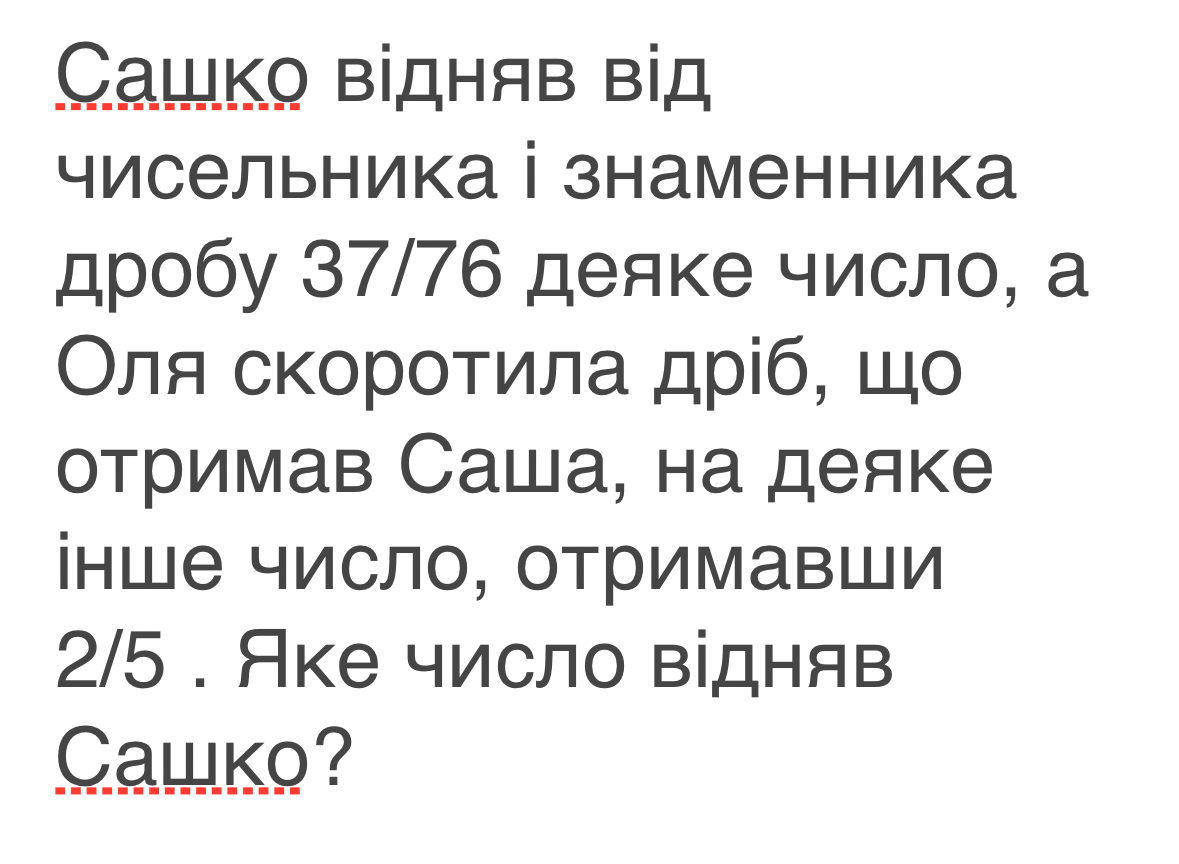 Сашко відняв від
чисельника і знаменника
дробу 37/76 деяке число, а
Оля скоротила дріб, що
отримав Саша, на деяке
інше число, отримавши
2/5 . Яке число відняв
Сашко?